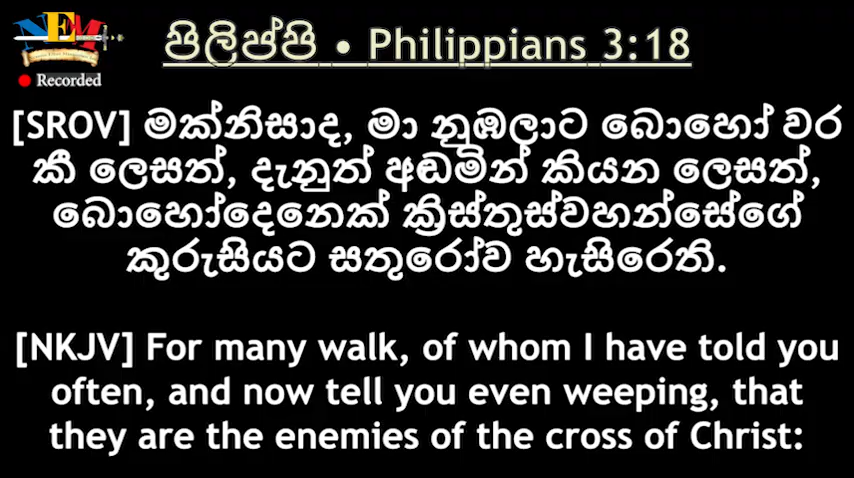 NEM
Recorded
පිලිප්පි • Philippians 3:18
[SROV] මක්නිසාද, මා නුඹලාට බොහෝ වර
කී ලෙසත්, දැනුත් අඬමින් කියන ලෙසත්,
බොහෝදෙනෙක් ක්‍රිස්තුස්වහන්සේගේ
කුරුසියට සතුරෝව හැසිරෙති.
[NKJV] For many walk, of whom I have told you
often, and now tell you even weeping, that
they are the enemies of the cross of Christ: